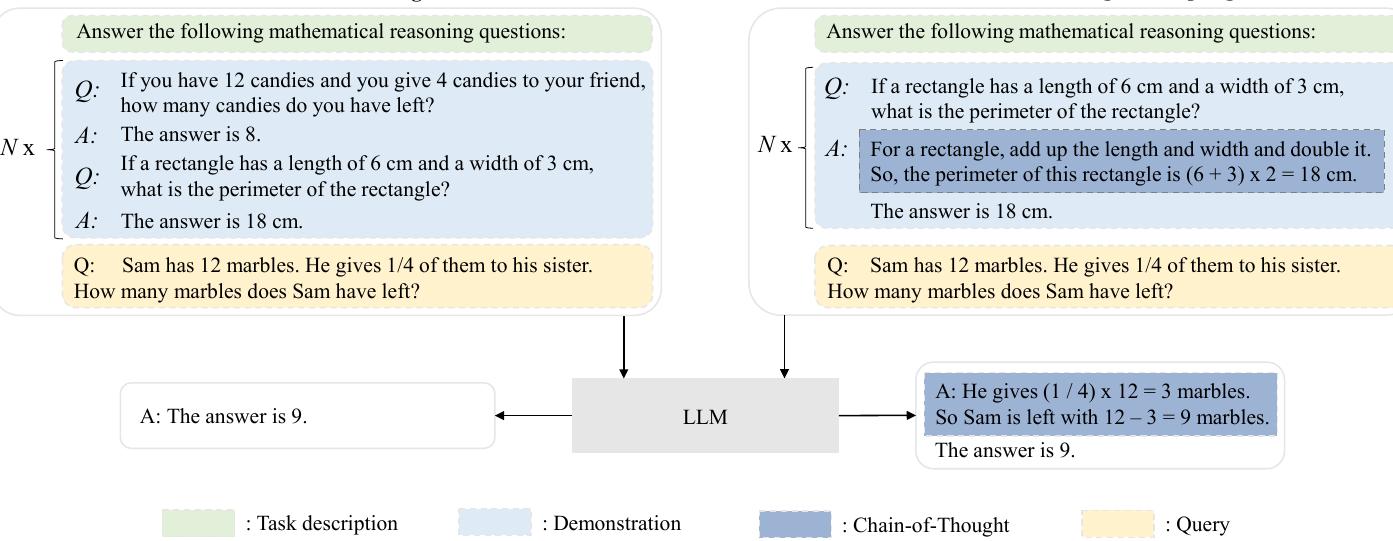 Answer the following mathematical reasoning questions:
N x
Q: If you have 12 candies and you give 4 candies to your friend,
how many candies do you have left?
A: The answer is 8.
Q: If a rectangle has a length of 6 cm and a width of 3 cm,
what is the perimeter of the rectangle?
A: The answer is 18 cm.
Q: Sam has 12 marbles. He gives 1/4 of them to his sister.
How many marbles does Sam have left?
Answer the following mathematical reasoning questions:
N x
Q: If a rectangle has a length of 6 cm and a width of 3 cm,
what is the perimeter of the rectangle?
A: For a rectangle, add up the length and width and double it.
So, the perimeter of this rectangle is (6 + 3) x 2 = 18 cm.
The answer is 18 cm.
Q: Sam has 12 marbles. He gives 1/4 of them to his sister.
How many marbles does Sam have left?
A: The answer is 9.
LLM
A: He gives (1 / 4) x 12 = 3 marbles.
So Sam is left with 12 – 3 = 9 marbles.
The answer is 9.
: Task description
: Demonstration
: Chain-of-Thought
: Query